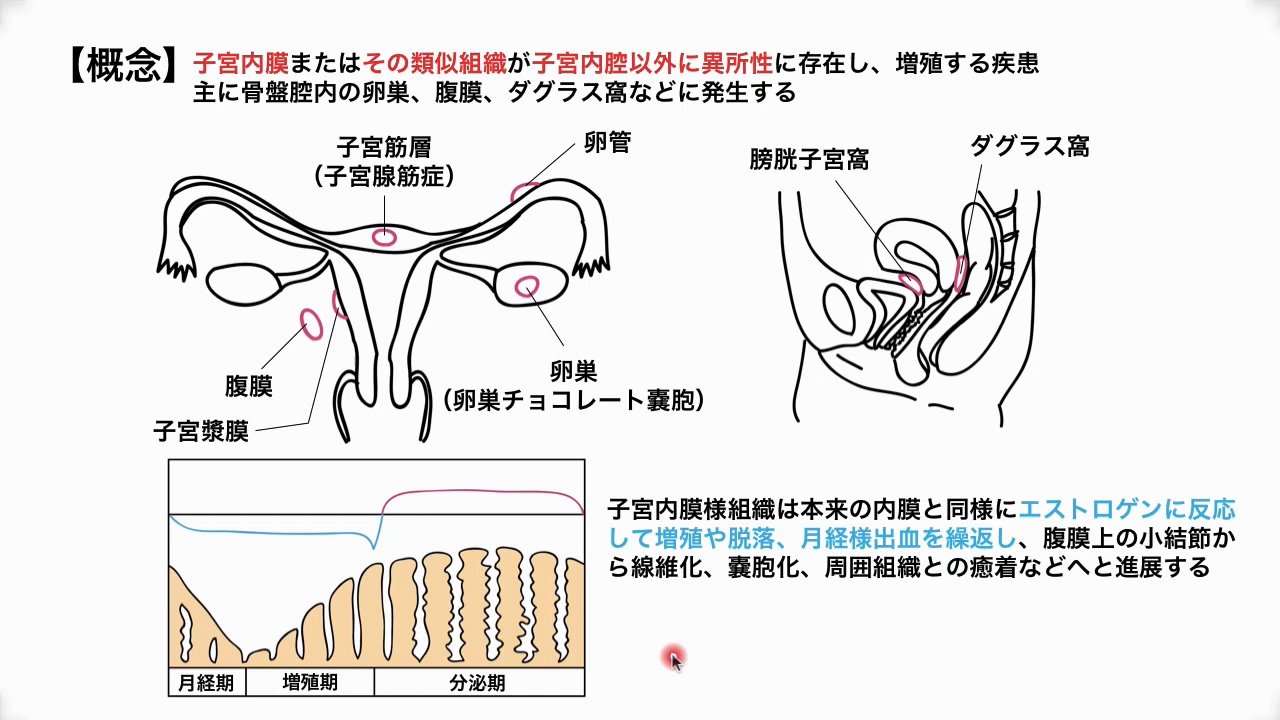 【概念】子宮内膜またはその類似組織が子宮内腔以外に異所性に存在し、増殖する疾患
主に骨盤腔内の卵巣、腹膜、ダグラス窩などに発生する
子宮筋層
（子宮腺筋症）
卵管
膀胱子宮窩
ダグラス窩
腹膜
子宮漿膜
卵巣
（卵巣チョコレート嚢胞）
子宮内膜様組織は本来の内膜と同様にエストロゲンに反応
して増殖や脱落、月経様出血を繰返し、腹膜上の小結節か
ら線維化、嚢胞化、周囲組織との癒着などへと進展する
月経期
増殖期
分泌期